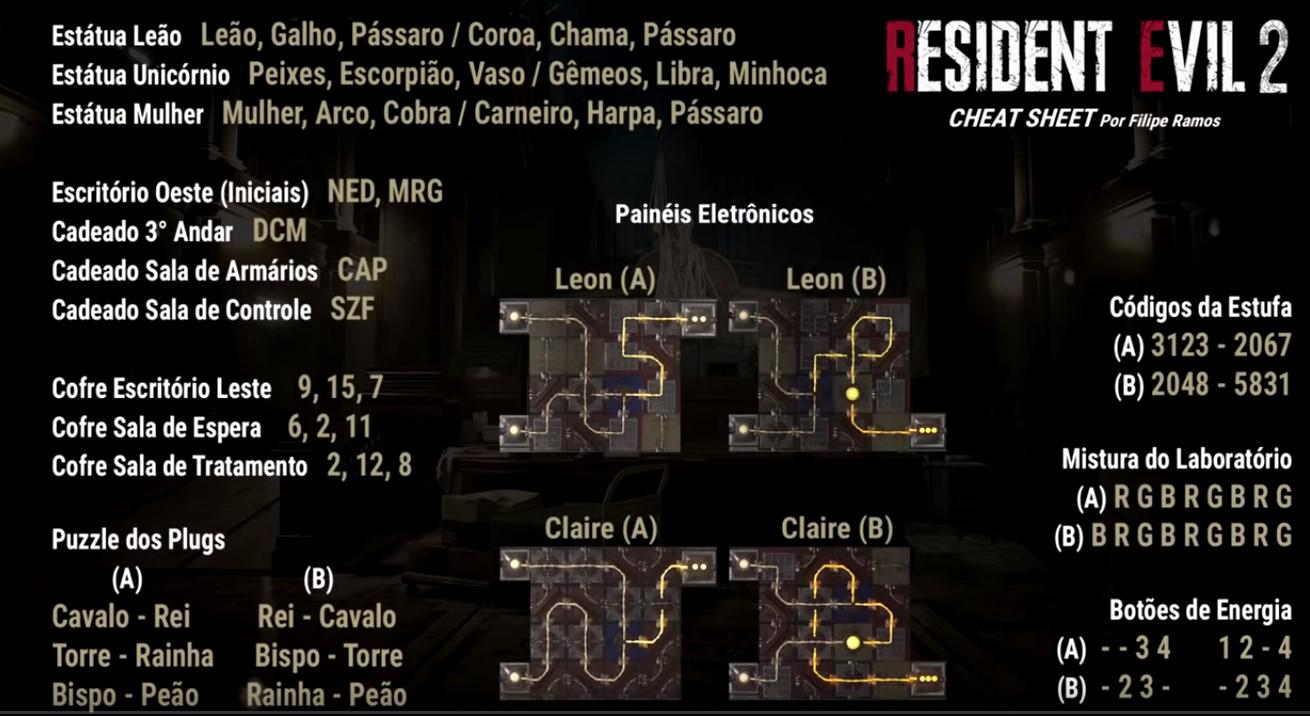 Estátua Leão Leão, Galho, Pássaro / Coroa, Chama, Pássaro
Estátua Unicórnio Peixes, Escorpião, Vaso / Gêmeos, Libra, Minhoca
Estátua Mulher Mulher, Arco, Cobra / Carneiro, Harpa, Pássaro
RESIDENT EVIL 2
CHEAT SHEET Por Filipe Ramos
Escritório Oeste (Iniciais) NED, MRG
Cadeado 3° Andar DCM
Cadeado Sala de Armários CAP
Cadeado Sala de Controle SZF
Cofre Escritório Leste 9, 15, 7
Cofre Sala de Espera 6, 2, 11
Cofre Sala de Tratamento 2, 12, 8
Puzzle dos Plugs
(A) (B)
Cavalo - Rei Rei - Cavalo
Torre - Rainha Bispo - Torre
Bispo - Peão Rainha - Peão
Painéis Eletrônicos
Leon (A) Leon (B)
Claire (A) Claire (B)
Códigos da Estufa
(A) 3123 - 2067
(B) 2048 - 5831
Mistura do Laboratório
(A) R G B R G B R G
(B) B R G B R G B R G
Botões de Energia
(A) - - 3 4 1 2 - 4
(B) - 2 3 - - 2 3 4